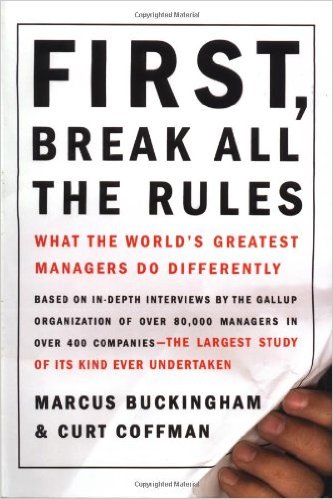 Copyrighted Material
FIRST,
BREAK ALL
THE RULES
WHAT THE WORLD'S GREATEST
MANAGERS DO DIFFERENTLY
BASED ON IN-DEPTH INTERVIEWS BY THE GALLUP
ORGANIZATION OF OVER 80,000 MANAGERS IN
OVER 400 COMPANIES—THE LARGEST STUDY
OF ITS KIND EVER UNDERTAKEN
MARCUS BUCKINGHAM
& CURT COFFMAN
Copyrighted Material